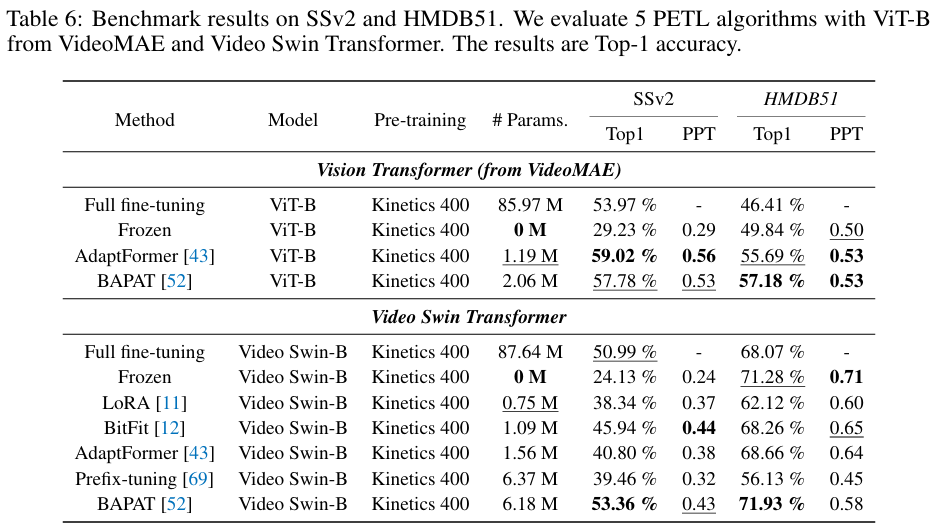 Table 6: Benchmark results on SSv2 and HMDB51. We evaluate 5 PETL algorithms with ViT-B
from VideoMAE and Video Swin Transformer. The results are Top-1 accuracy.
Method Model Pre-training # Params. SSv2 HMDB51
Top1 PPT Top1 PPT
Vision Transformer (from VideoMAE)
Full fine-tuning ViT-B Kinetics 400 85.97 M 53.97 % - 46.41 % -
Frozen ViT-B Kinetics 400 0 M 29.23 % 0.29 49.84 % 0.50
AdaptFormer [43] ViT-B Kinetics 400 1.19 M 59.02 % 0.56 55.69 % 0.53
BAPAT [52] ViT-B Kinetics 400 2.06 M 57.78 % 0.53 57.18 % 0.53
Video Swin Transformer
Full fine-tuning Video Swin-B Kinetics 400 87.64 M 50.99 % - 68.07 % -
Frozen Video Swin-B Kinetics 400 0 M 24.13 % 0.24 71.28 % 0.71
LoRA [11] Video Swin-B Kinetics 400 0.75 M 38.34 % 0.37 62.12 % 0.60
BitFit [12] Video Swin-B Kinetics 400 1.09 M 45.94 % 0.44 68.26 % 0.65
AdaptFormer [43] Video Swin-B Kinetics 400 1.56 M 40.80 % 0.38 68.66 % 0.64
Prefix-tuning [69] Video Swin-B Kinetics 400 6.37 M 39.46 % 0.32 56.13 % 0.45
BAPAT [52] Video Swin-B Kinetics 400 6.18 M 53.36 % 0.43 71.93 % 0.58